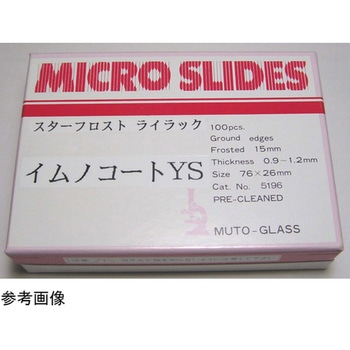 MICRO SLIDES
スターフロスト ライラック
イムノコートYS
100pcs.
Ground edges
Frosted 15mm
Thickness 0.9~1.2mm
Size 76×26mm
Cat. No. 5196
PRE-CLEANED
MUTO-GLASS
参考画像